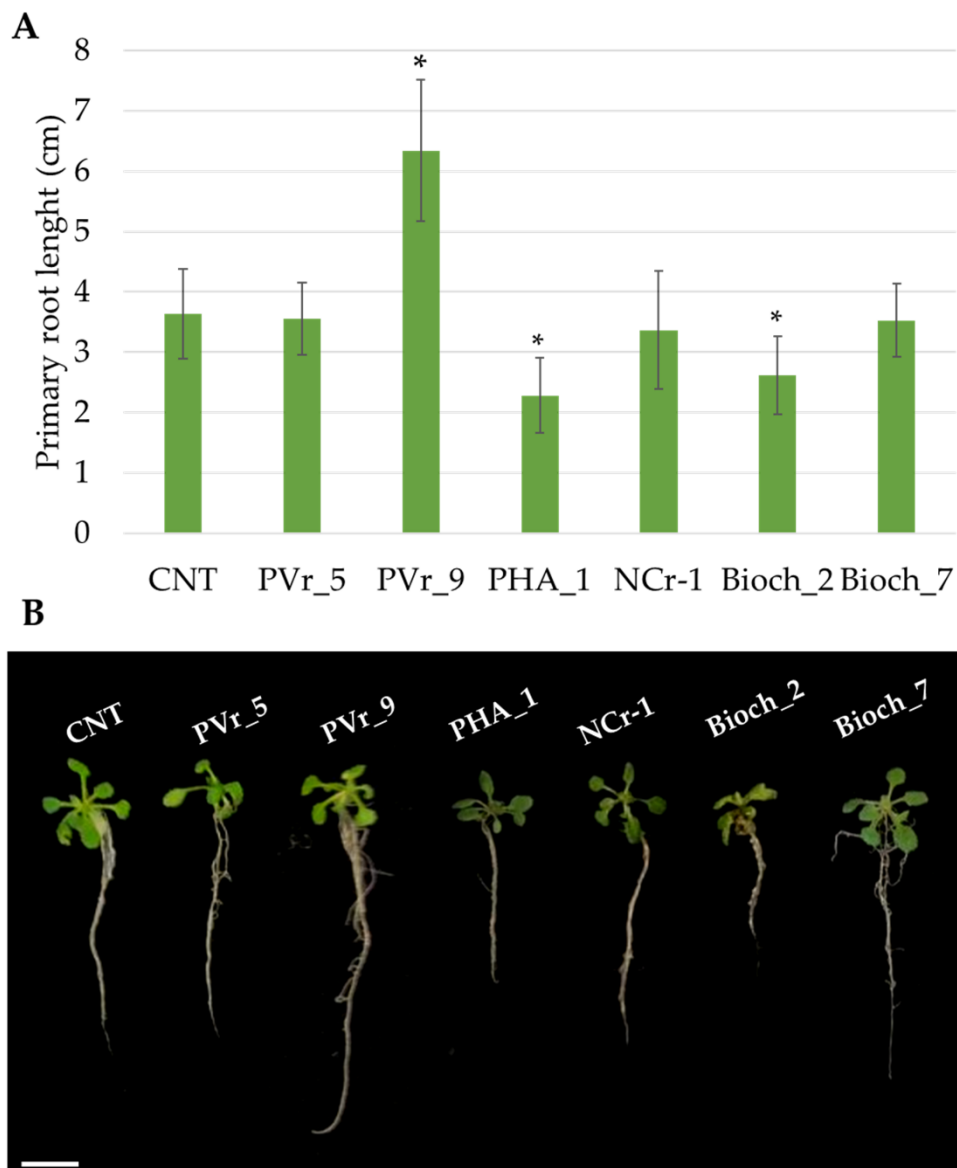 A
8
7
6
5
4
3
2
1
0
Primary root lenght (cm)
*
*
*
CNT PVr_5 PVr_9 PHA_1 NCr-1 Bioch_2 Bioch_7
B
CNT PVr_5 PVr_9 PHA_1 NCr-1 Bioch_2 Bioch_7